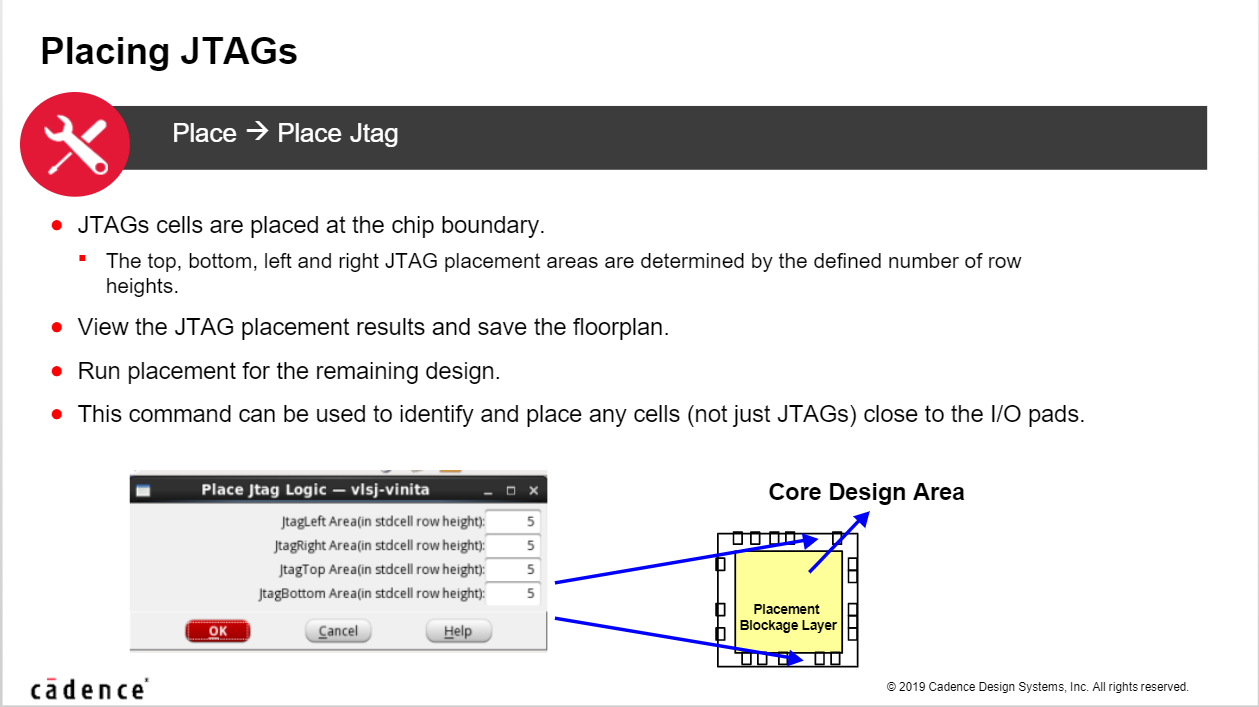 Placing JTAGs
Place → Place Jtag
JTAGs cells are placed at the chip boundary.
The top, bottom, left and right JTAG placement areas are determined by the defined number of row
heights.
View the JTAG placement results and save the floorplan.
Run placement for the remaining design.
This command can be used to identify and place any cells (not just JTAGs) close to the I/O pads.
Place Jtag Logic — vlsj-vinita
JtagLeft Area(in stdcell row height): 5
JtagRight Area(in stdcell row height): 5
JtagTop Area(in stdcell row height): 5
JtagBottom Area(in stdcell row height): 5
OK Cancel Help
Core Design Area
Placement
Blockage Layer
cādence
© 2019 Cadence Design Systems, Inc. All rights reserved.